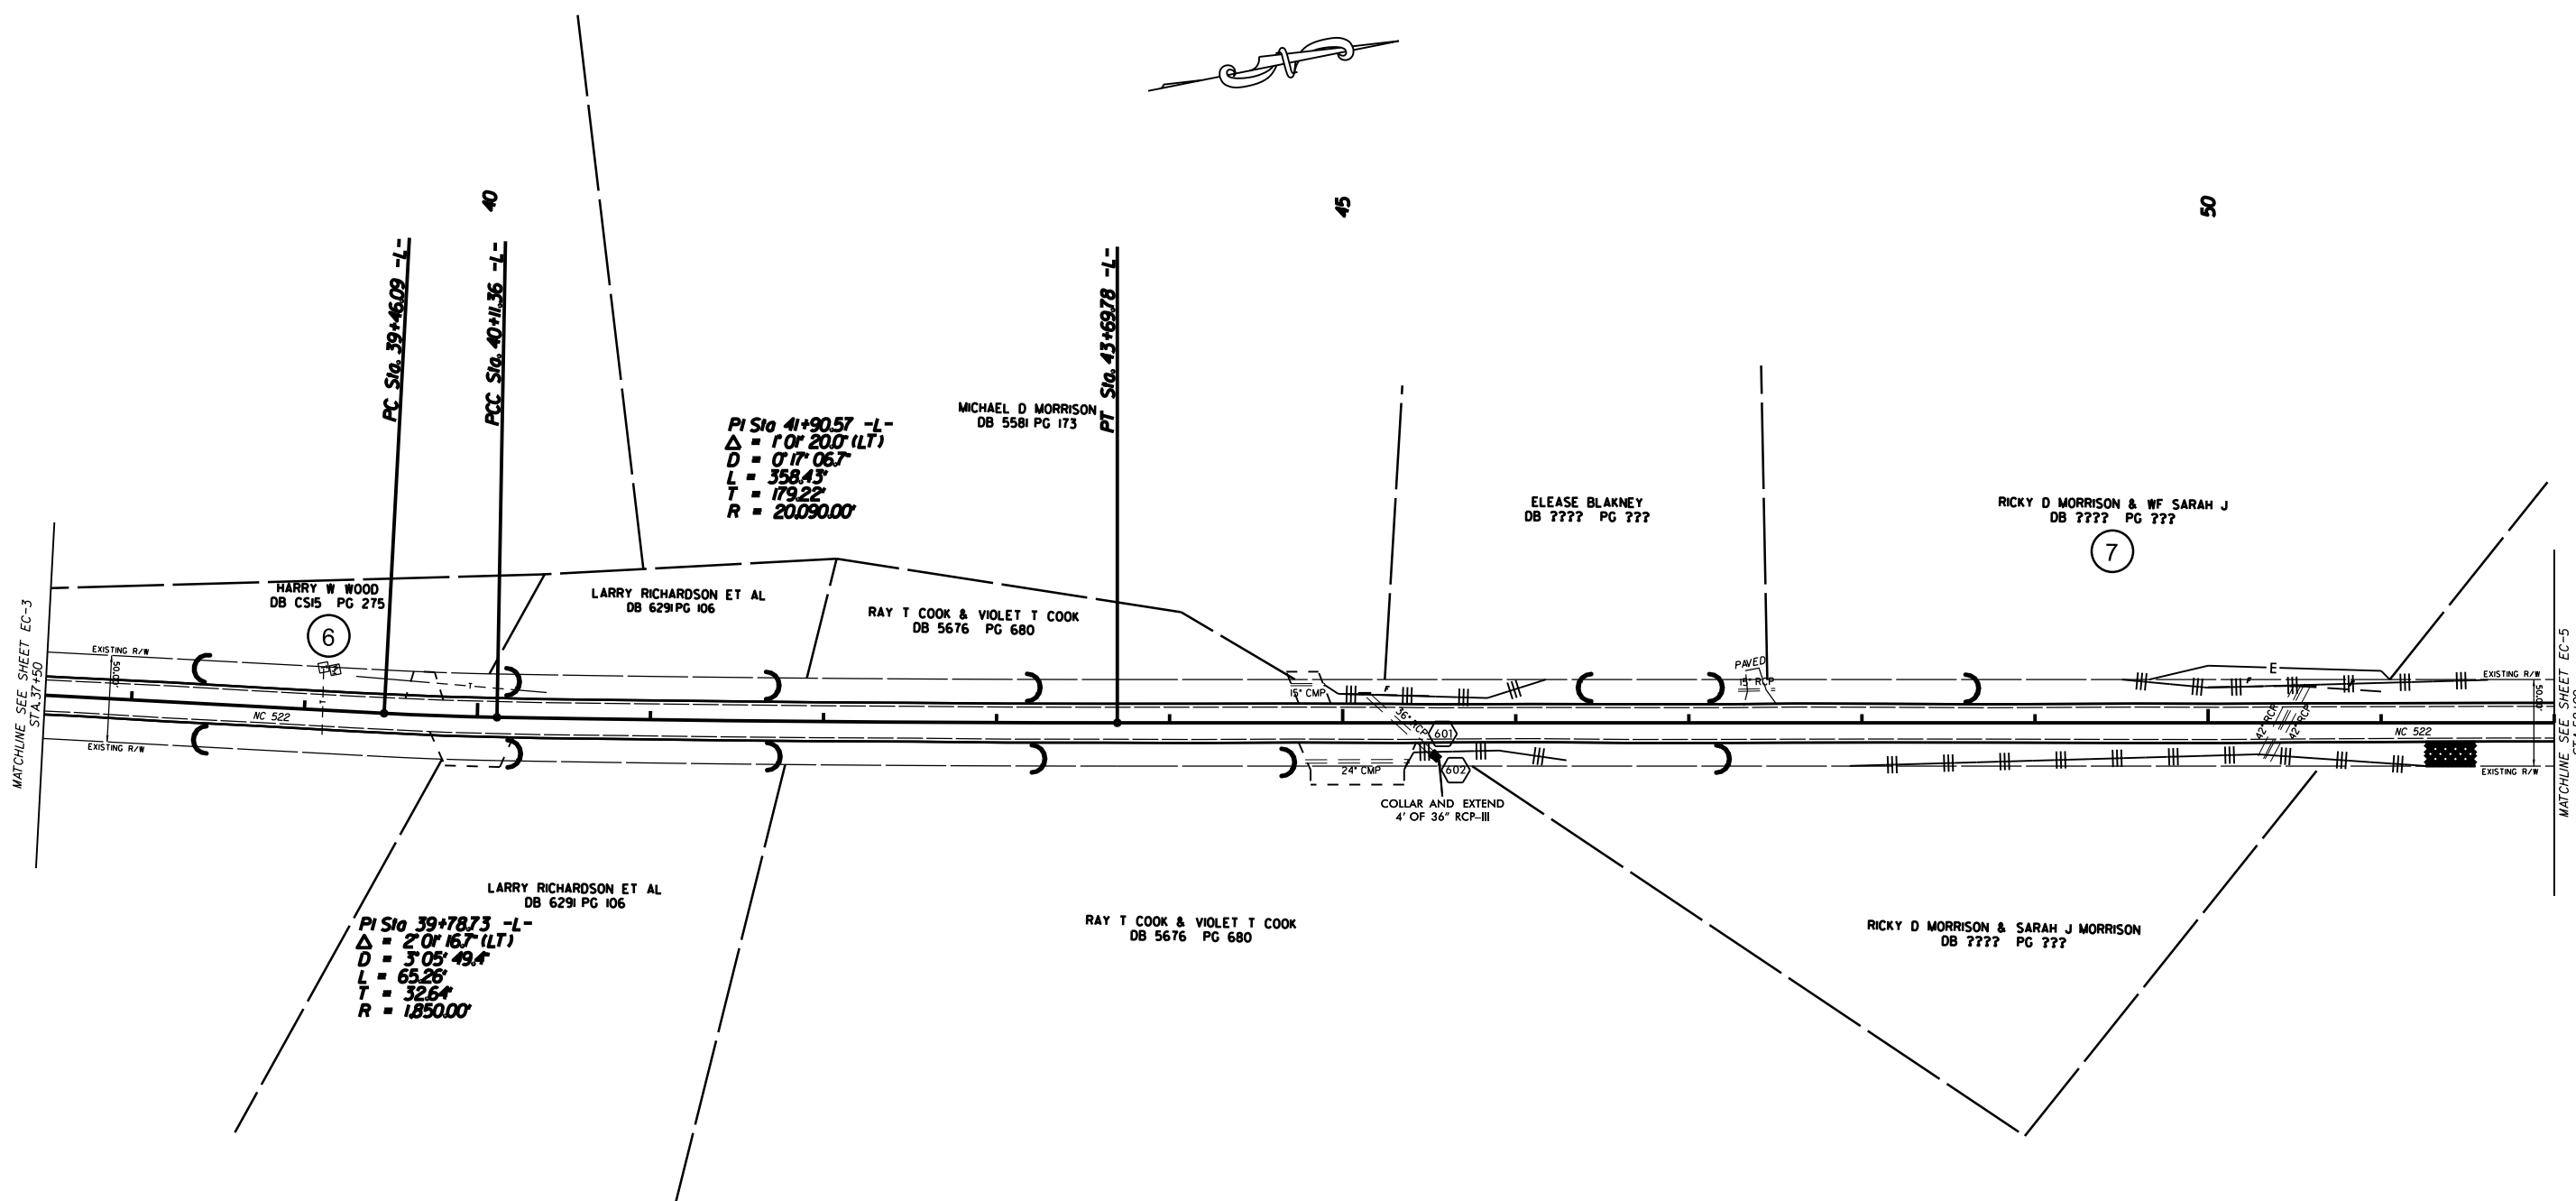 40
45
50
PC Sta. 39+46.09 -L-
PCC Sta. 40+11.36 -L-
PT Sta. 43+69.78 -L-
PI Sta 41+90.57 -L-
Δ = 1° 01' 20.0" (LT)
D = 0° 17' 06.7"
L = 358.43'
T = 179.22'
R = 20,090.00'
MICHAEL D MORRISON
DB 5581 PG 173
ELEASE BLAKNEY
DB ???? PG ???
RICKY D MORRISON & WF SARAH J
DB ???? PG ???
7
HARRY W WOOD
DB CS15 PG 275
6
LARRY RICHARDSON ET AL
DB 6291 PG 106
RAY T COOK & VIOLET T COOK
DB 5676 PG 680
MATCHLINE SEE SHEET EC-3
STA.37+50
EXISTING R/W
50.00'
EXISTING R/W
NC 522
T
T
15" CMP
F
36" RCP
601
602
24" CMP
COLLAR AND EXTEND
4' OF 36" RCP-III
PAVED
15" RCP
E
F
42" RCP
42" RCP
NC 522
EXISTING R/W
50.00'
EXISTING R/W
MATCHLINE SEE SHEET EC-5
LARRY RICHARDSON ET AL
DB 6291 PG 106
PI Sta 39+78.73 -L-
Δ = 2° 01' 16.7" (LT)
D = 3° 05' 49.4"
L = 65.26'
T = 32.64'
R = 1,850.00'
RAY T COOK & VIOLET T COOK
DB 5676 PG 680
RICKY D MORRISON & SARAH J MORRISON
DB ???? PG ???